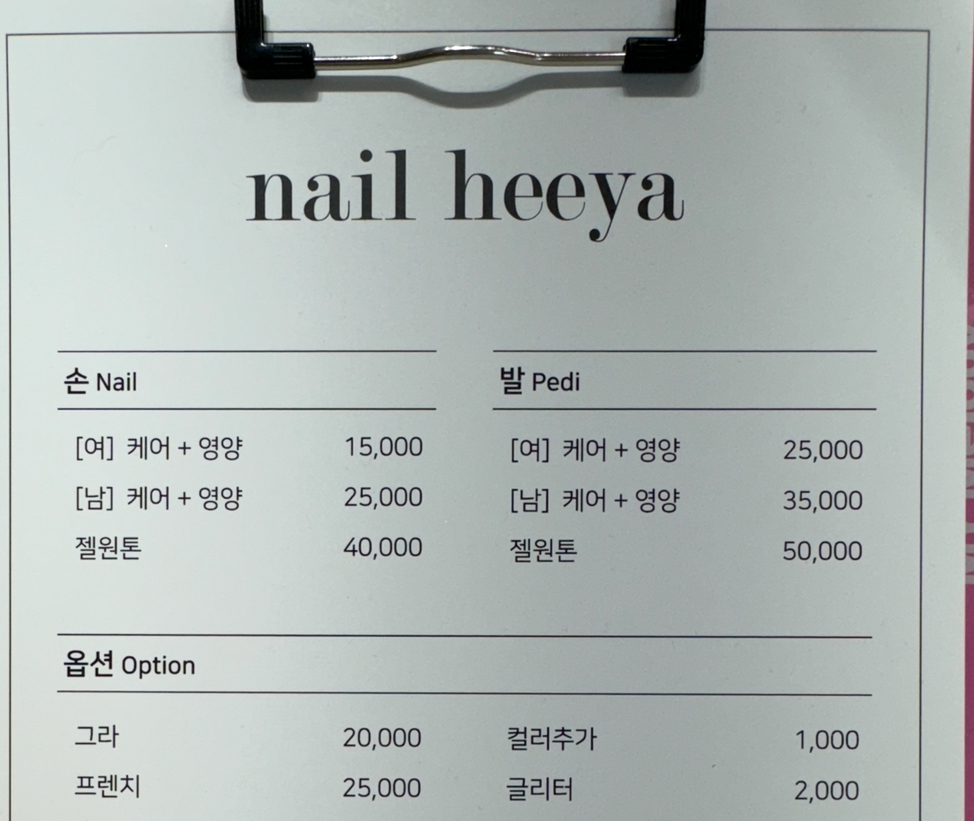 nail heeya
손 Nail
[여] 케어 + 영양 15,000
[남] 케어 + 영양 25,000
젤원톤 40,000
발 Pedi
[여] 케어 + 영양 25,000
[남] 케어 + 영양 35,000
젤원톤 50,000
옵션 Option
그라 20,000
프렌치 25,000
컬러추가 1,000
글리터 2,000